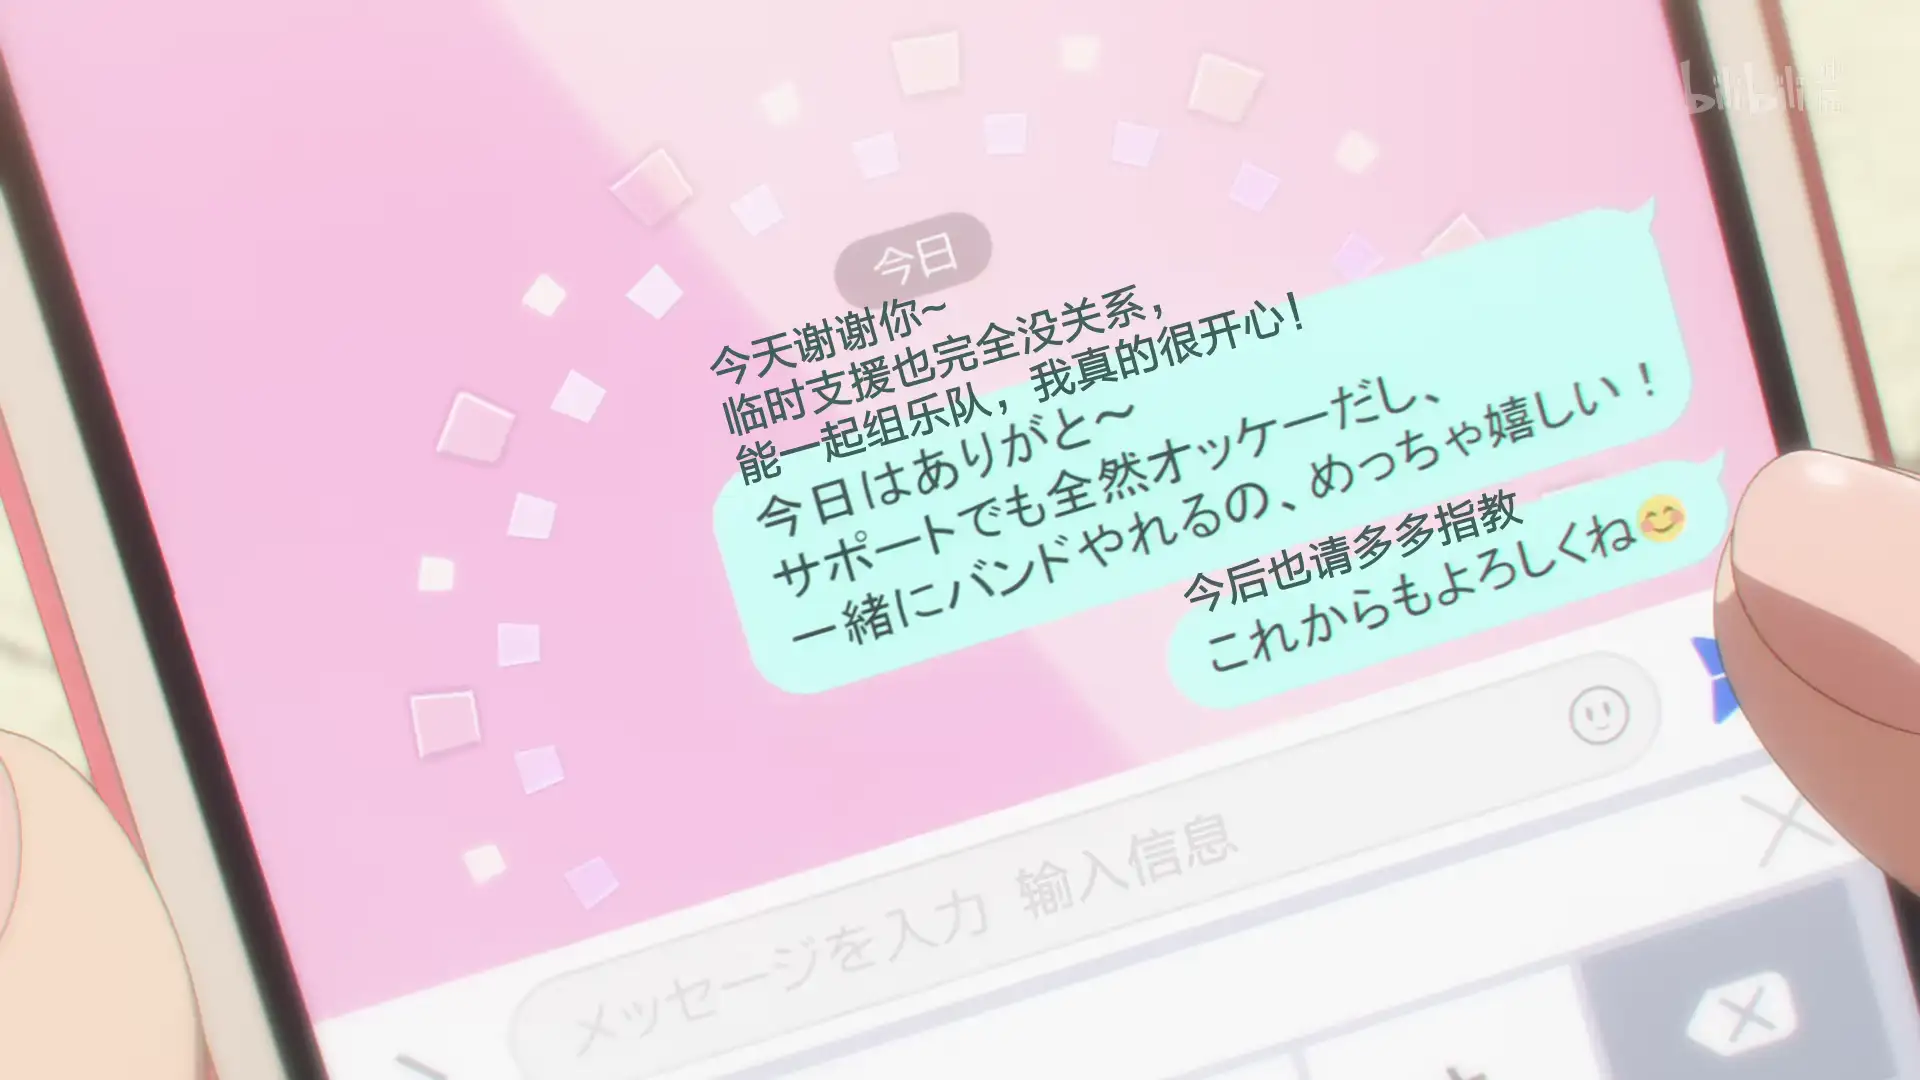 bilibili
今日
今天谢谢你~
临时支援也完全没关系，
能一起组乐队，我真的很开心！
今日はありがと～
サポートでも全然オッケーだし、
一緒にバンドやれるの、めっちゃ嬉しい！
今后也请多多指教
これからもよろしくね😊
メッセージを入力 输入信息